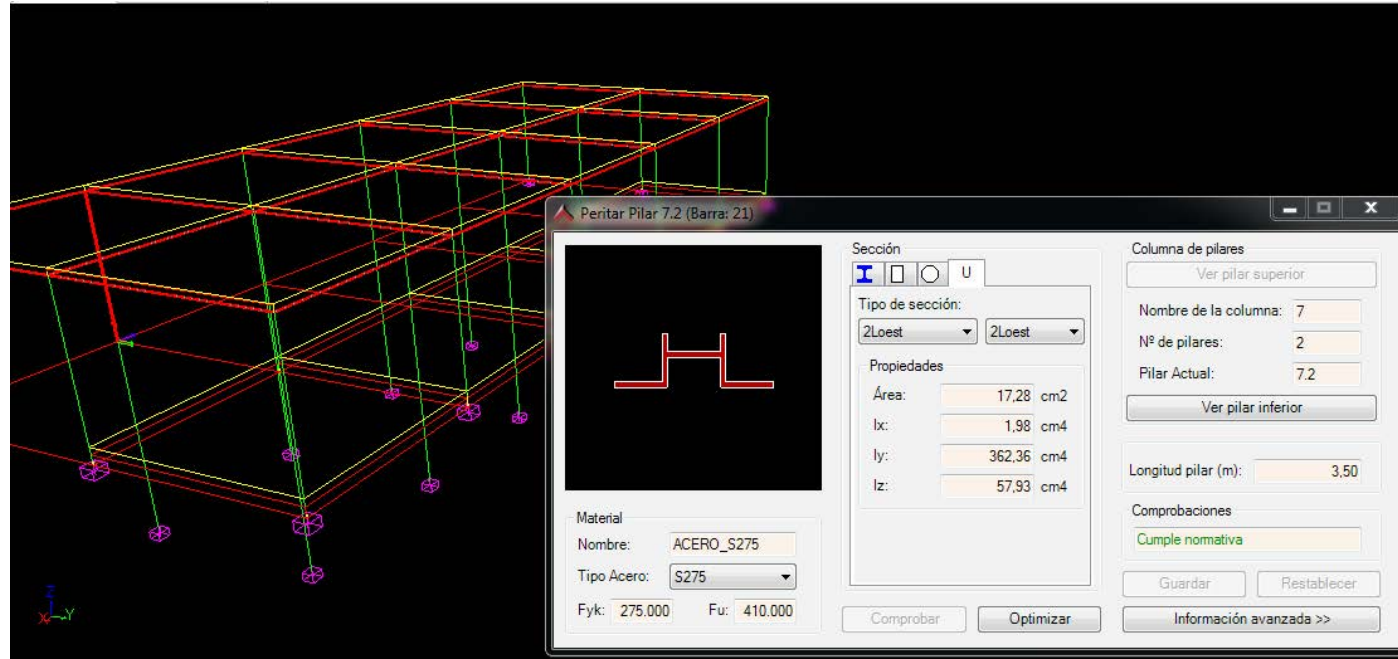 Peritar Pilar 7.2 (Barra: 21)
Sección
U
Tipo de sección:
2Loest 2Loest
Propiedades
Área: 17,28 cm2
Ix: 1,98 cm4
Iy: 362,36 cm4
Iz: 57,93 cm4
Material
Nombre: ACERO_S275
Tipo Acero: S275
Fyk: 275.000 Fu: 410.000
Comprobar Optimizar
Columna de pilares
Ver pilar superior
Nombre de la columna: 7
Nº de pilares: 2
Pilar Actual: 7.2
Ver pilar inferior
Longitud pilar (m): 3,50
Comprobaciones
Cumple normativa
Guardar Restablecer
Información avanzada >>
Z
X Y